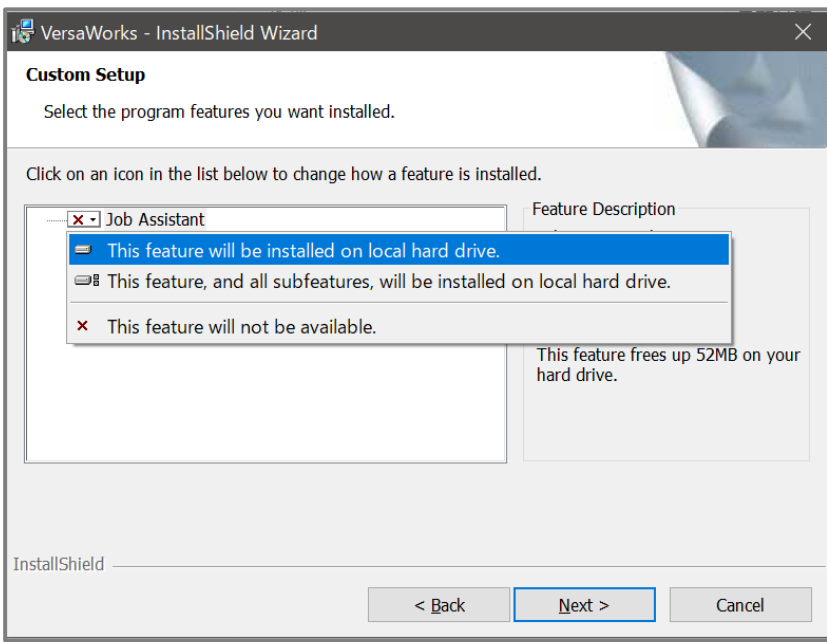 VersaWorks - InstallShield Wizard
Custom Setup
Select the program features you want installed.
Click on an icon in the list below to change how a feature is installed.
Job Assistant
Feature Description
This feature will be installed on local hard drive.
This feature, and all subfeatures, will be installed on local hard drive.
This feature will not be available.
This feature frees up 52MB on your
hard drive.
InstallShield
< Back
Next >
Cancel